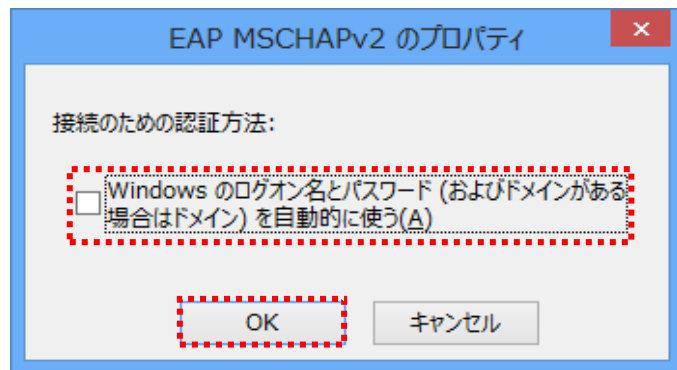 EAP MSCHAPv2 のプロパティ
接続のための認証方法:
Windows のログオン名とパスワード (およびドメインがある
場合はドメイン) を自動的に使う(A)
OK
キャンセル